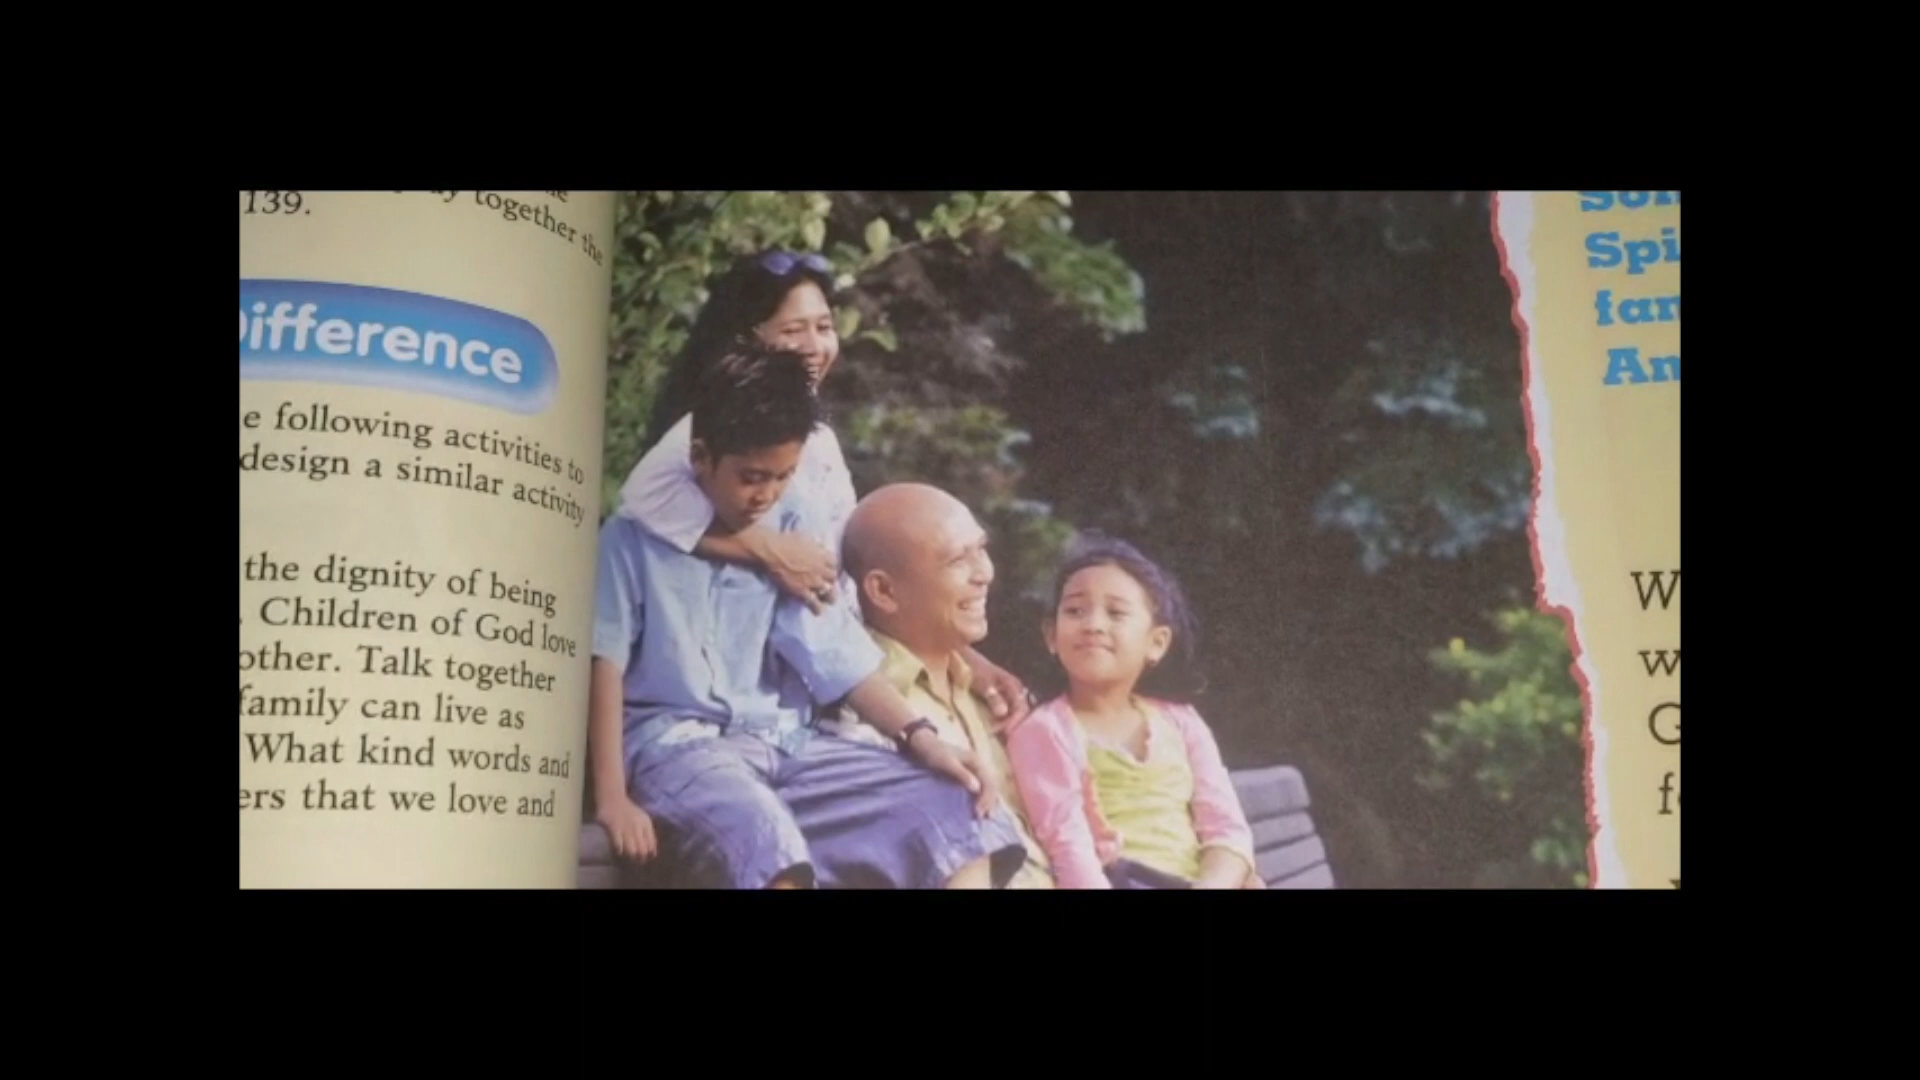 together the
139.
Difference
e following activities to
design a similar activity
the dignity of being
. Children of God love
other. Talk together
family can live as
What kind words and
ers that we love and
Spi
fan
An
W
w
G
f